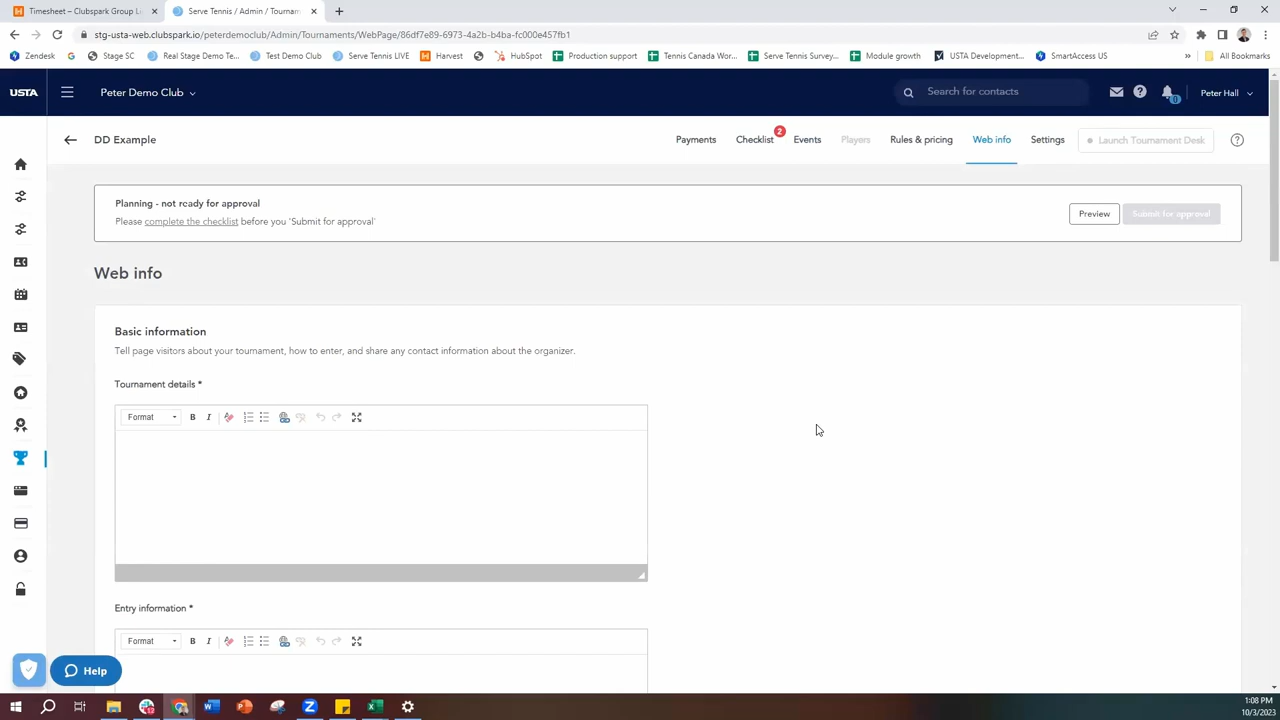 Timesheet – Clubspark Group Li
Serve Tennis / Admin / Tournam
stg-usta-web.clubspark.io/peterdemoclub/Admin/Tournaments/WebPage/86df7e89-6973-4a2b-b4ba-fc000e457fb1
Zendesk
Stage SC
Real Stage Demo Te...
Test Demo Club
Serve Tennis LIVE
Harvest
HubSpot
Production support
Tennis Canada Wor...
Serve Tennis Survey...
Module growth
USTA Development...
SmartAccess US
»
All Bookmarks
USTA
Peter Demo Club
Search for contacts
0
Peter Hall
DD Example
Payments
Checklist
2
Events
Players
Rules & pricing
Web info
Settings
Launch Tournament Desk
Planning - not ready for approval
Please complete the checklist before you 'Submit for approval'
Preview
Submit for approval
Web info
Basic information
Tell page visitors about your tournament, how to enter, and share any contact information about the organizer.
Tournament details *
Format
B
I
Entry information *
Format
B
I
Help
1:08 PM
10/3/2023